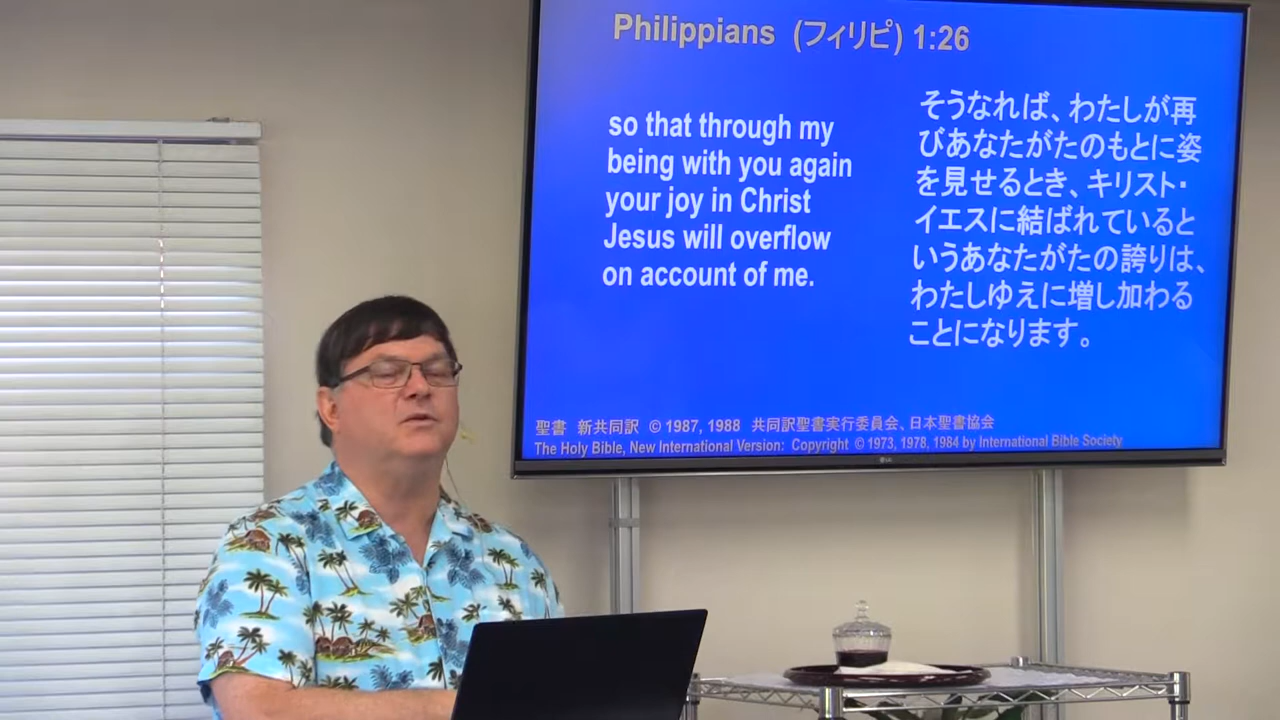 Philippians (フィリピ) 1:26
so that through my
being with you again
your joy in Christ
Jesus will overflow
on account of me.
そうなれば、わたしが再
びあなたがたのもとに姿
を見せるとき、キリスト・
イエスに結ばれていると
いうあなたがたの誇りは、
わたしゆえに増し加わる
ことになります。
聖書 新共同訳 © 1987, 1988 共同訳聖書実行委員会、日本聖書協会
The Holy Bible, New International Version: Copyright © 1973, 1978, 1984 by International Bible Society
LG